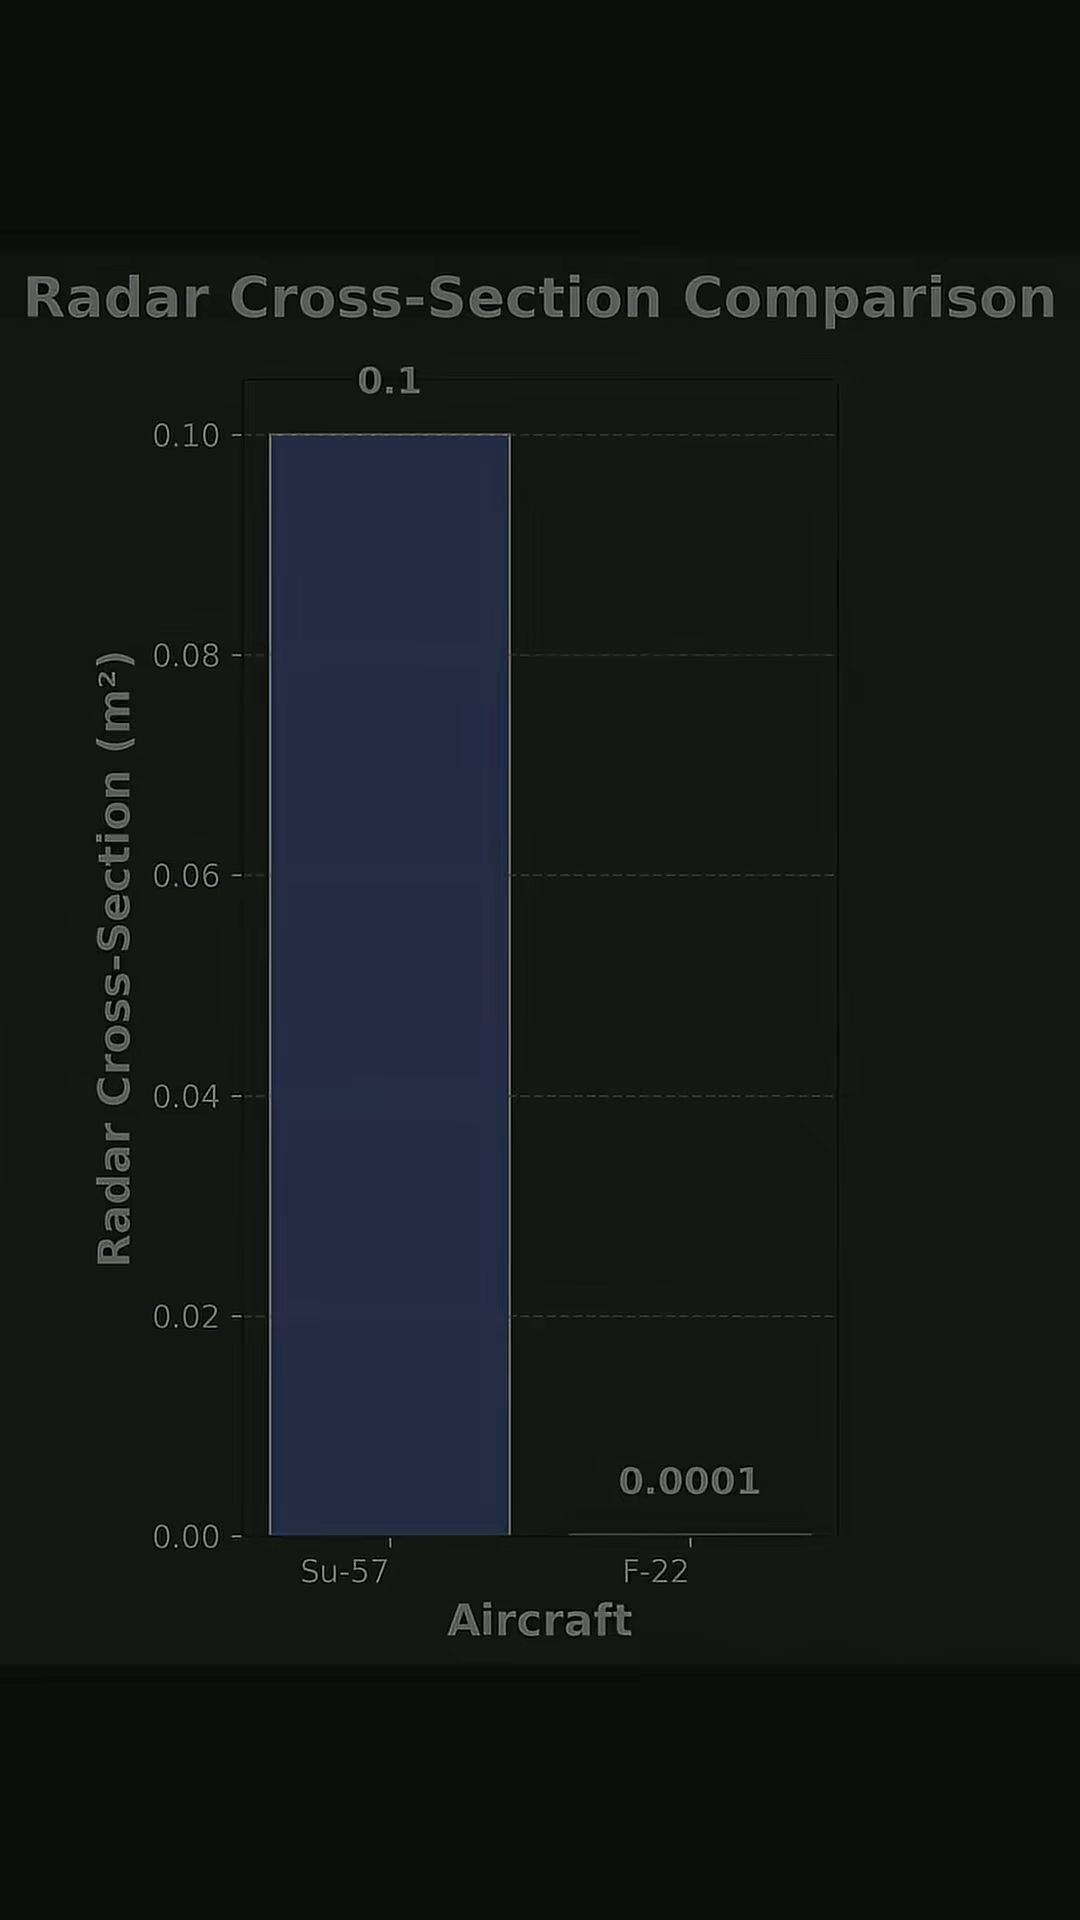 Radar Cross-Section Comparison
0.1
0.10
0.08
0.06
0.04
0.02
0.00
Radar Cross-Section (m²)
0.0001
Su-57
F-22
Aircraft